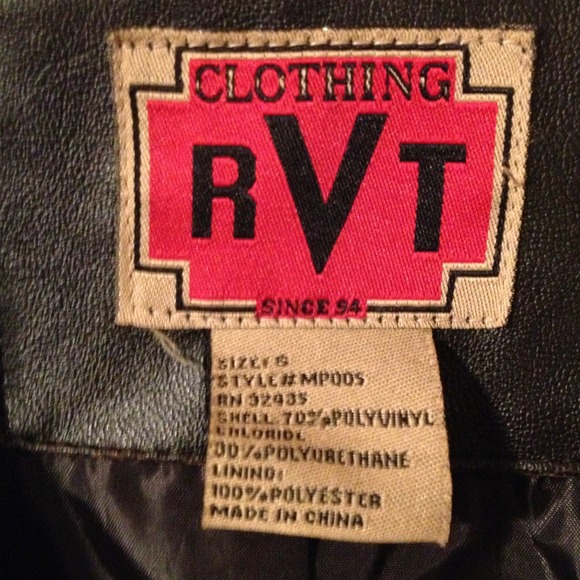 CLOTHING
RVT
SINCE 94
SIZE: S
STYLE# MP005
RN 92435
SHELL: 70% POLYVINYL
CHLORIDE
30% POLYURETHANE
LINING:
100% POLYESTER
MADE IN CHINA